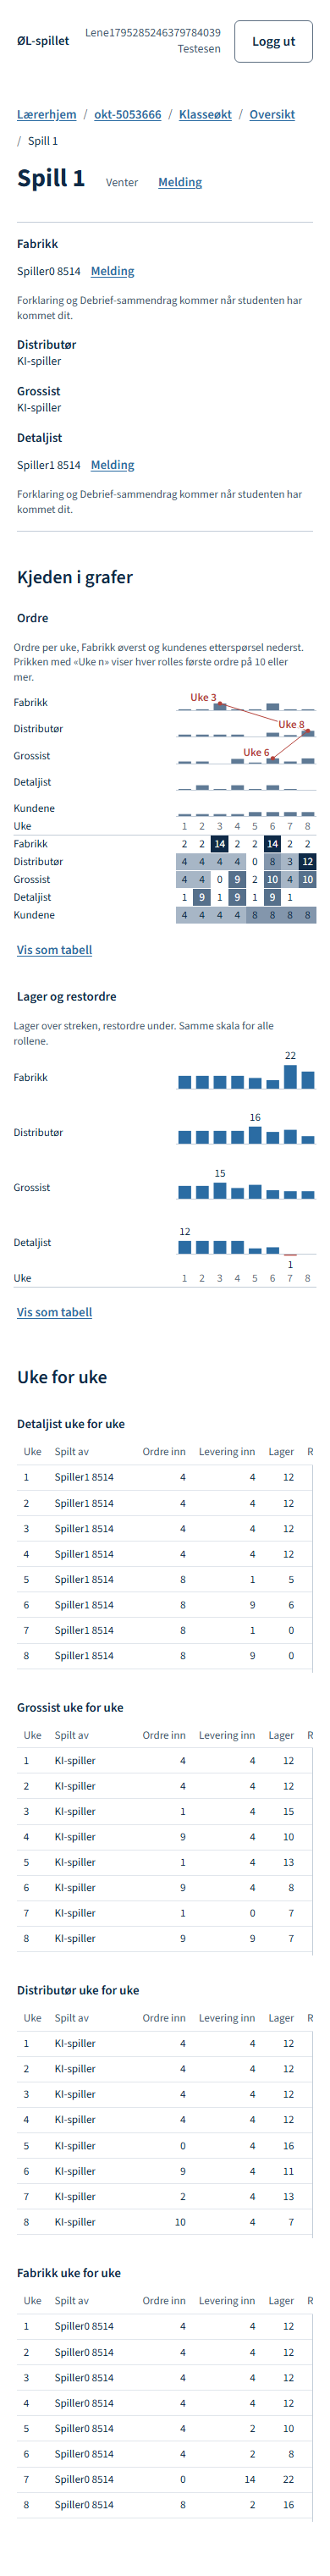 ØL-spillet
Lene1795285246379784039
Testesen
Logg ut
Lærerhjem / okt-5053666 / Klasseøkt / Oversikt
/ Spill 1
Spill 1 Venter Melding
Fabrikk
Spiller0 8514 Melding
Forklaring og Debrief-sammendrag kommer når studenten har
kommet dit.
Distributør
KI-spiller
Grossist
KI-spiller
Detaljist
Spiller1 8514 Melding
Forklaring og Debrief-sammendrag kommer når studenten har
kommet dit.
Kjeden i grafer
Ordre
Ordre per uke, Fabrikk øverst og kundenes etterspørsel nederst.
Prikken med «Uke n» viser hver rolles første ordre på 10 eller
mer.
Fabrikk Uke 3
Distributør Uke 8
Grossist Uke 6
Detaljist
Kundene
Uke 1 2 3 4 5 6 7 8
Fabrikk 2 2 14 2 2 14 2 2
Distributør 4 4 4 4 0 8 3 12
Grossist 4 4 0 9 2 10 4 10
Detaljist 1 9 1 9 1 9 1
Kundene 4 4 4 4 8 8 8 8
Vis som tabell
Lager og restordre
Lager over streken, restordre under. Samme skala for alle
rollene.
22
Fabrikk
16
Distributør
15
Grossist
12
Detaljist
1
Uke 1 2 3 4 5 6 7 8
Vis som tabell
Uke for uke
Detaljist uke for uke
Uke Spilt av Ordre inn Levering inn Lager R
1 Spiller1 8514 4 4 12
2 Spiller1 8514 4 4 12
3 Spiller1 8514 4 4 12
4 Spiller1 8514 4 4 12
5 Spiller1 8514 8 1 5
6 Spiller1 8514 8 9 6
7 Spiller1 8514 8 1 0
8 Spiller1 8514 8 9 0
Grossist uke for uke
Uke Spilt av Ordre inn Levering inn Lager R
1 KI-spiller 4 4 12
2 KI-spiller 4 4 12
3 KI-spiller 1 4 15
4 KI-spiller 9 4 10
5 KI-spiller 1 4 13
6 KI-spiller 9 4 8
7 KI-spiller 1 0 7
8 KI-spiller 9 9 7
Distributør uke for uke
Uke Spilt av Ordre inn Levering inn Lager R
1 KI-spiller 4 4 12
2 KI-spiller 4 4 12
3 KI-spiller 4 4 12
4 KI-spiller 4 4 12
5 KI-spiller 0 4 16
6 KI-spiller 9 4 11
7 KI-spiller 2 4 13
8 KI-spiller 10 4 7
Fabrikk uke for uke
Uke Spilt av Ordre inn Levering inn Lager R
1 Spiller0 8514 4 4 12
2 Spiller0 8514 4 4 12
3 Spiller0 8514 4 4 12
4 Spiller0 8514 4 4 12
5 Spiller0 8514 4 2 10
6 Spiller0 8514 4 2 8
7 Spiller0 8514 0 14 22
8 Spiller0 8514 8 2 16